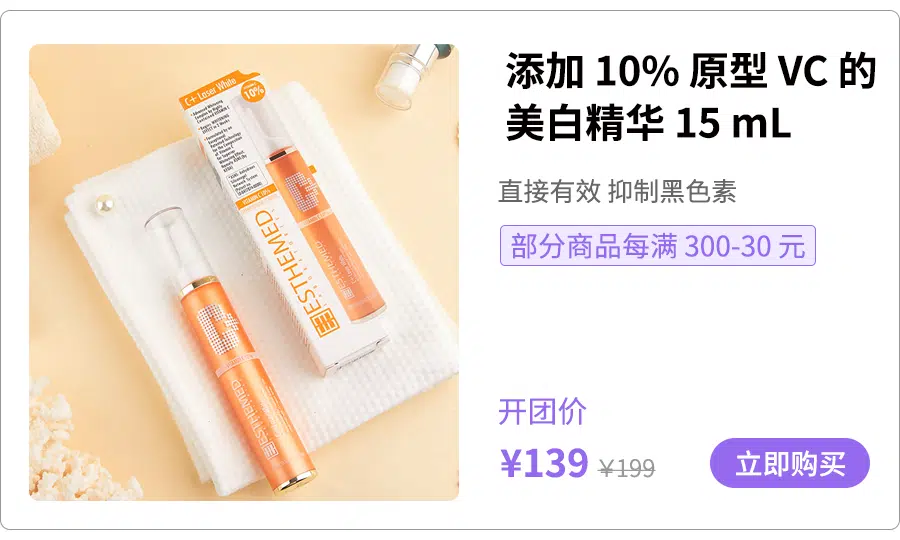 添加 10% 原型 VC 的
美白精华 15 mL
直接有效 抑制黑色素
部分商品每满 300-30 元
开团价
¥139 ¥199
立即购买
C+ Laser White
10%
ESTHEMED
C+
ESTHEMED
C+
ESTHEMED